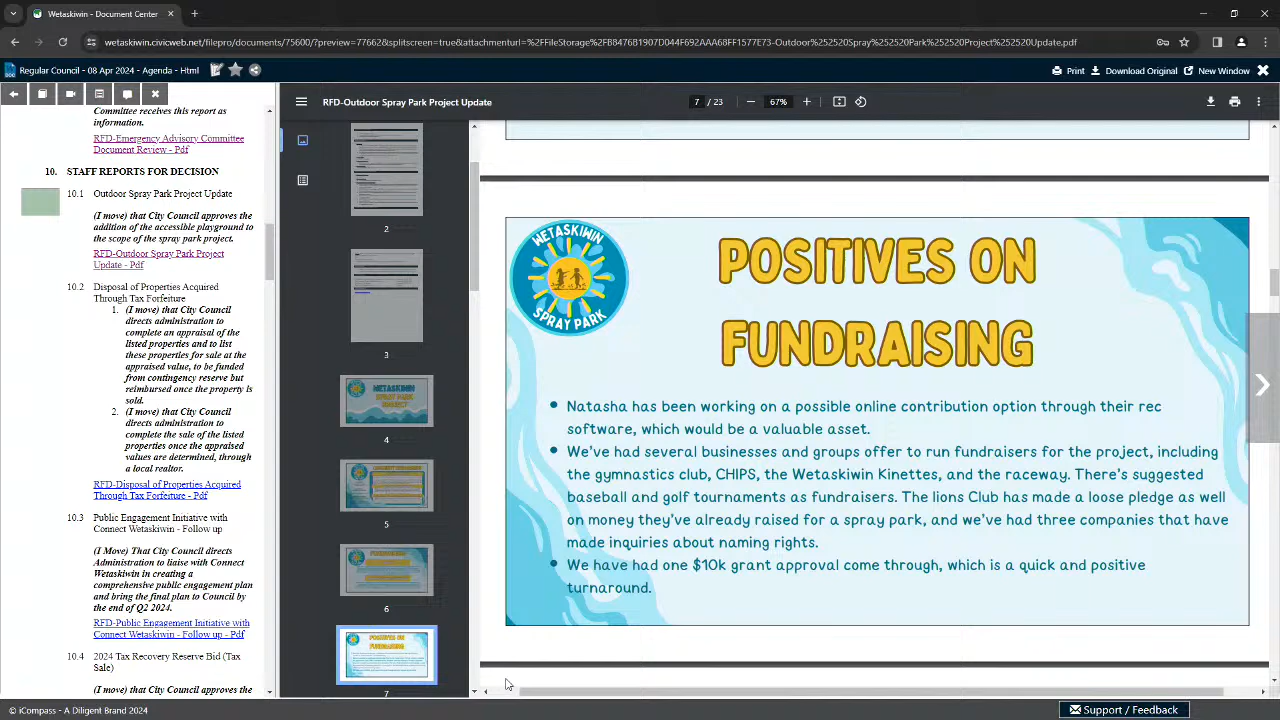 Wetaskiwin - Document Center
wetaskiwin.civicweb.net/filepro/documents/75600/?preview=77662&splitscreen=true&attachmenturl=%2FFileStorage%2FB8476B1907D044F692AAA68FF1577E73-Outdoor%252520Spray%252520Park%252520Project%252520Update.pdf
Regular Council - 08 Apr 2024 - Agenda - Html
Print
Download Original
New Window
RFD-Outdoor Spray Park Project Update
7 / 23
67%
Committee receives this report as
information.
RFD-Emergency Advisory Committee
Document Review - Pdf
10. STAFF REPORTS FOR DECISION
10.1 Outdoor Spray Park Project Update
(I move) that City Council approves the
addition of the accessible playground to
the scope of the spray park project.
RFD-Outdoor Spray Park Project
Update - Pdf
10.2 Disposal of Properties Acquired
Through Tax Forfeiture
1. (I move) that City Council
directs administration to
complete an appraisal of the
listed properties and to list
these properties for sale at the
appraised value, to be funded
from contingency reserve but
reimbursed once the property is
sold.
2. (I move) that City Council
directs administration to
complete the sale of the listed
properties once the appraised
values are determined, through
a local realtor.
RFD-Disposal of Properties Acquired
Through Tax Forfeiture - Pdf
10.3 Public Engagement Initiative with
Connect Wetaskiwin - Follow up
(I Move) That City Council directs
Administration to liaise with Connect
Wetaskiwin in creating a
comprehensive public engagement plan
and bring the final plan to Council by
the end of Q2 2024.
RFD-Public Engagement Initiative with
Connect Wetaskiwin - Follow up - Pdf
10.4
covery Reserve Bid (Tax
Sale)
(I move) that City Council approves the
2
3
4
5
6
7
WETASKIWIN
SPRAY PARK
POSITIVES ON
FUNDRAISING
Natasha has been working on a possible online contribution option through their rec
software, which would be a valuable asset.
We've had several businesses and groups offer to run fundraisers for the project, including
the gymnastics club, CHIPS, the Wetaskiwin Kinettes, and the raceway. There's suggested
baseball and golf tournaments as fundraisers. The lions Club has made a loose pledge as well
on money they've already raised for a spray park, and we've had three companies that have
made inquiries about naming rights.
We have had one $10k grant approval come through, which is a quick and positive
turnaround.
© iCompass - A Diligent Brand 2024
Support / Feedback